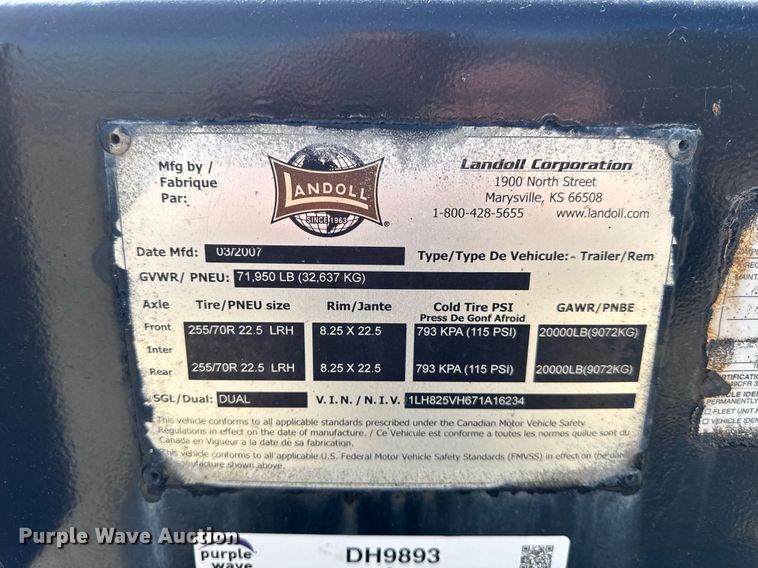 Mfg by /
Fabrique
Par:
LANDOLL
SINCE 1963
Landoll Corporation
1900 North Street
Marysville, KS 66508
1-800-428-5655 www.landoll.com
Date Mfd: 03/2007 Type/Type De Vehicule: - Trailer/Rem
GVWR/ PNEU: 71,950 LB (32,637 KG)
Axle Tire/PNEU size Rim/Jante Cold Tire PSI GAWR/PNBE
Press De Gonf Afroid
Front 255/70R 22.5 LRH 8.25 X 22.5 793 KPA (115 PSI) 20000LB(9072KG)
Inter
Rear 255/70R 22.5 LRH 8.25 X 22.5 793 KPA (115 PSI) 20000LB(9072KG)
SGL/Dual: DUAL V.I.N. / N.I.V. 1LH825VH671A16234
This vehicle conforms to all applicable standards prescribed under the Canadian Motor Vehicle Safety
Regulations in effect on the date of manufacture. / Ce Vehicule est conforme a toutes les normes quilue sont du
Canada en Vigueur a la date de sa fabrication.
This vehicle conforms to all applicable U.S. Federal Motor Vehicle Safety Standards (FMVSS) in effect on the
manufacture shown above.
FLEET UNIT
VEHICLE IDEN
Purple Wave Auction
purple
wave
DH9893